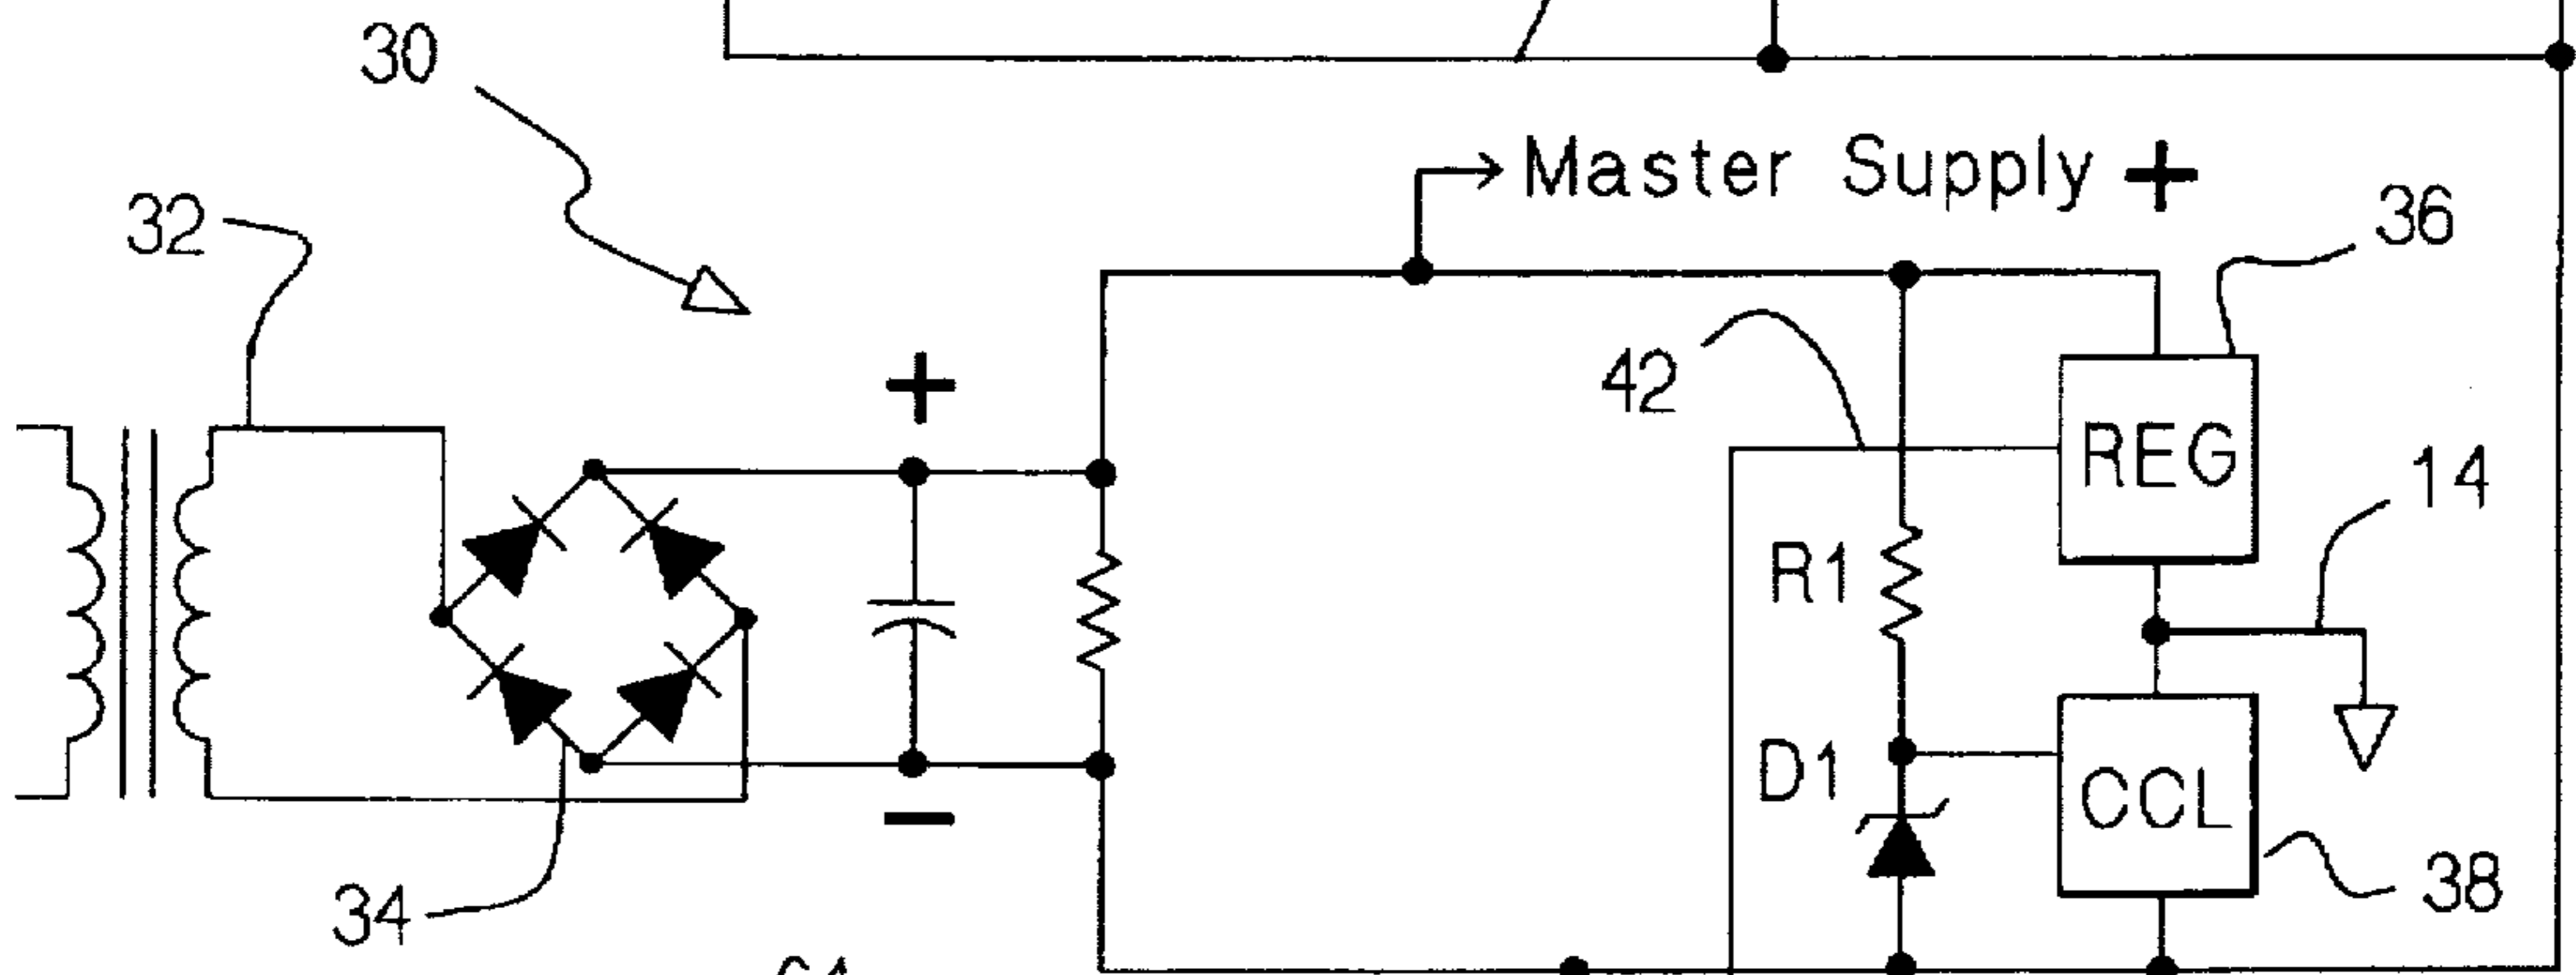 30
Master Supply +
32
36
42
+
REG
14
R1
D1
CCL
−
34
38